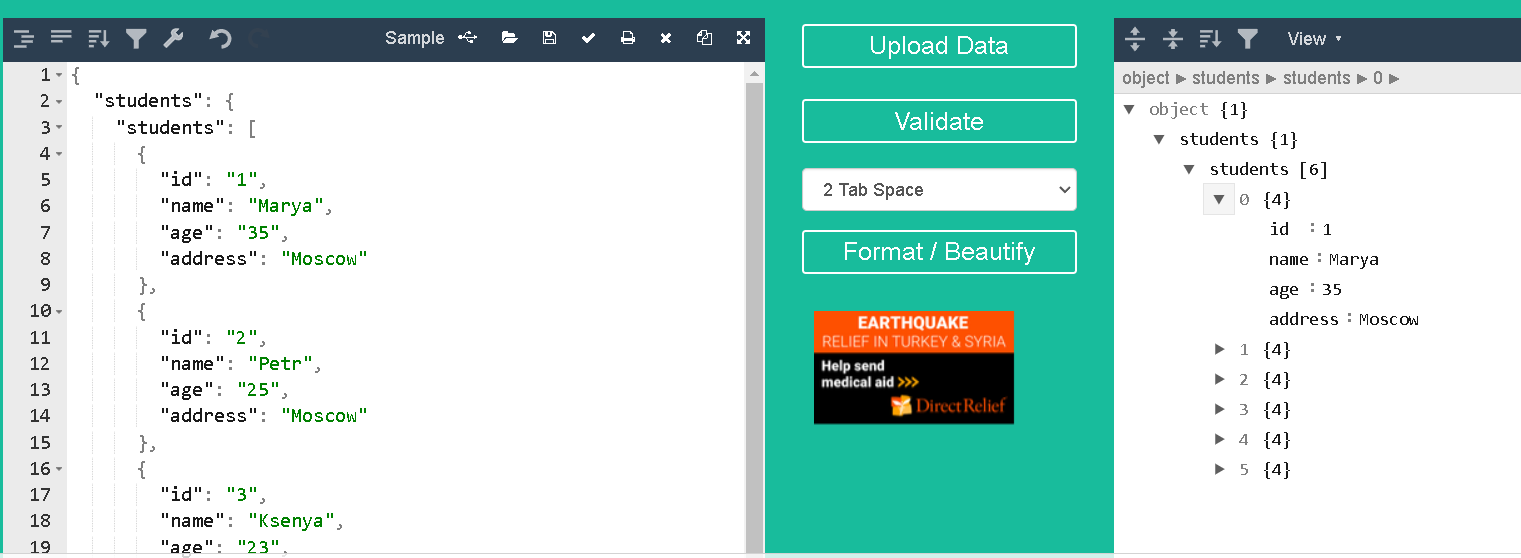 Sample
1 {
2 "students": {
3 "students": [
4 {
5 "id": "1",
6 "name": "Marya",
7 "age": "35",
8 "address": "Moscow"
9 },
10 {
11 "id": "2",
12 "name": "Petr",
13 "age": "25",
14 "address": "Moscow"
15 },
16 {
17 "id": "3",
18 "name": "Ksenya",
19 "age": "23",
Upload Data
Validate
2 Tab Space
Format / Beautify
EARTHQUAKE
RELIEF IN TURKEY & SYRIA
Help send
medical aid >>>
DirectRelief
View
object ▶ students ▶ students ▶ 0 ▶
▼ object {1}
▼ students {1}
▼ students [6]
▼ 0 {4}
id : 1
name : Marya
age : 35
address : Moscow
▶ 1 {4}
▶ 2 {4}
▶ 3 {4}
▶ 4 {4}
▶ 5 {4}